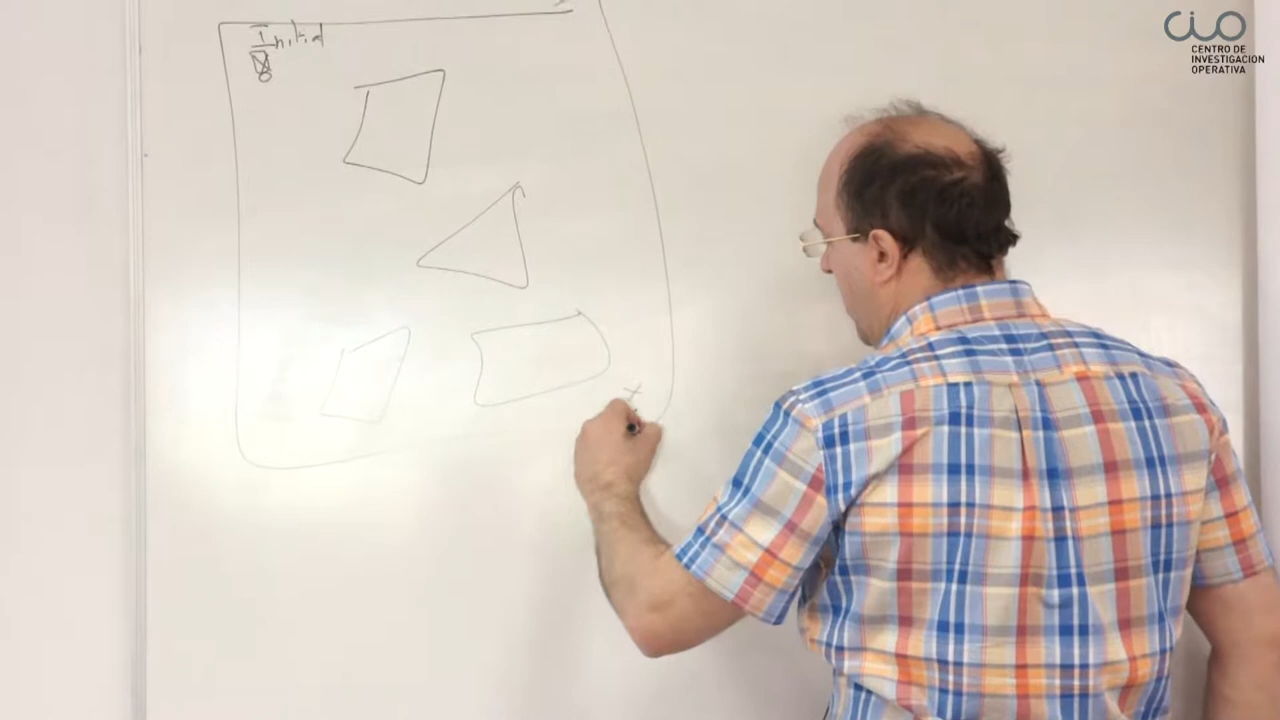 CIO
CENTRO DE
INVESTIGACION
OPERATIVA
Initial
x